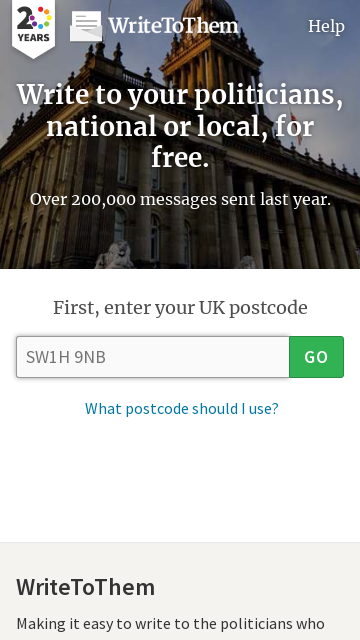 20
YEARS
WriteToThem
Help
Write to your politicians,
national or local, for
free.
Over 200,000 messages sent last year.
First, enter your UK postcode
SW1H 9NB
GO
What postcode should I use?
WriteToThem
Making it easy to write to the politicians who